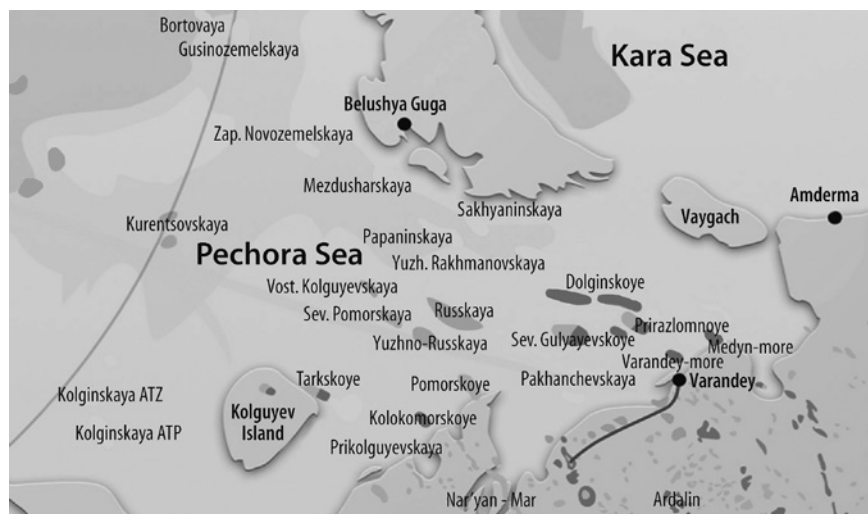 Bortovaya
Gusinozemelskaya
Kara Sea
Belushya Guga
Zap. Novozemelskaya
Mezdusharskaya
Sakhyaninskaya
Vaygach
Amderma
Kurentsovskaya
Papaninskaya
Pechora Sea
Yuzh. Rakhmanovskaya
Vost. Kolguyevskaya
Dolginskoye
Sev. Pomorskaya
Russkaya
Yuzhno-Russkaya
Sev. Gulyayevskoye
Prirazlomnoye
Medyn-more
Varandey-more
Tarkskoye
Pomorskoye
Pakhanchevskaya
Varandey
Kolginskaya ATZ
Kolguyev
Island
Kolokomorskoye
Kolginskaya ATP
Prikolguyevskaya
Nar'yan - Mar
Ardalin